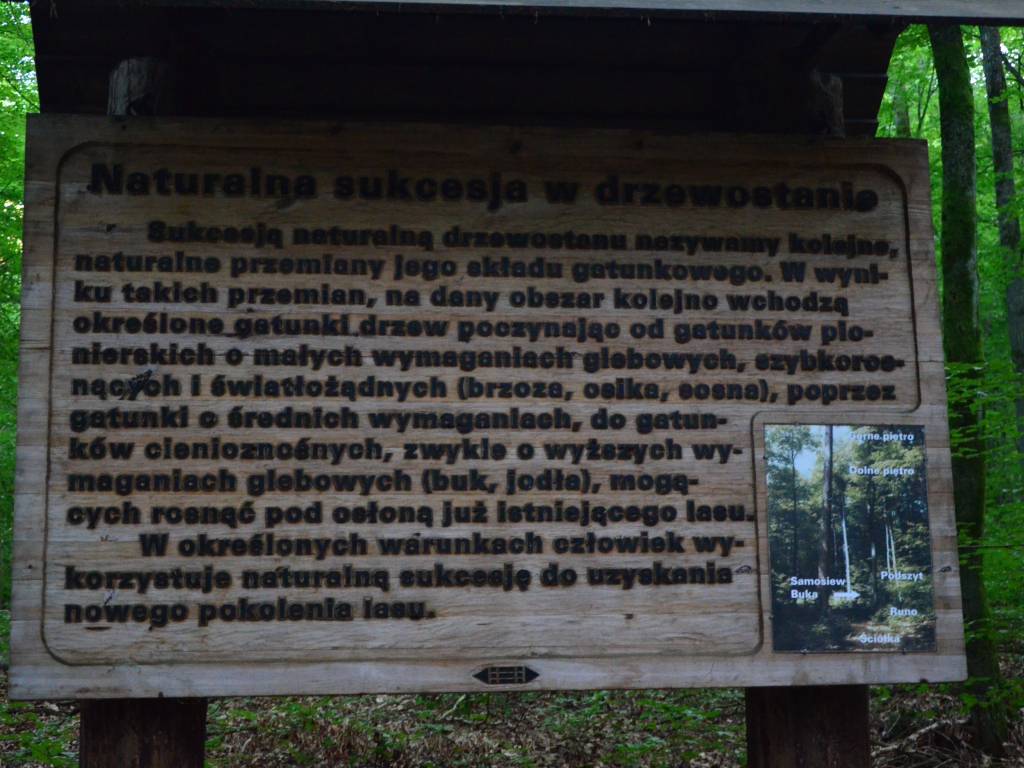 Naturalna sukcesja w drzewostanie
Sukcesją naturalną drzewostanu nazywamy kolejne,
naturalne przemiany jego składu gatunkowego. W wyni-
ku takich przemian, na dany obszar kolejno wchodzą
określone gatunki drzew poczynając od gatunków pio-
nierskich o małych wymaganiach glebowych, szybkoros-
nących i światłożądnych (brzoza, osika, sosna), poprzez
gatunki o średnich wymaganiach, do gatun-
ków cienioznośnych, zwykle o wyższych wy-
maganiach glebowych (buk, jodła), mogą-
cych rosnąć pod osłoną już istniejącego lasu.
W określonych warunkach człowiek wy-
korzystuje naturalną sukcesję do uzyskania
nowego pokolenia lasu.
Górne piętro
Dolne piętro
Podszyt
Samosiew
Buka
Runo
Ściółka